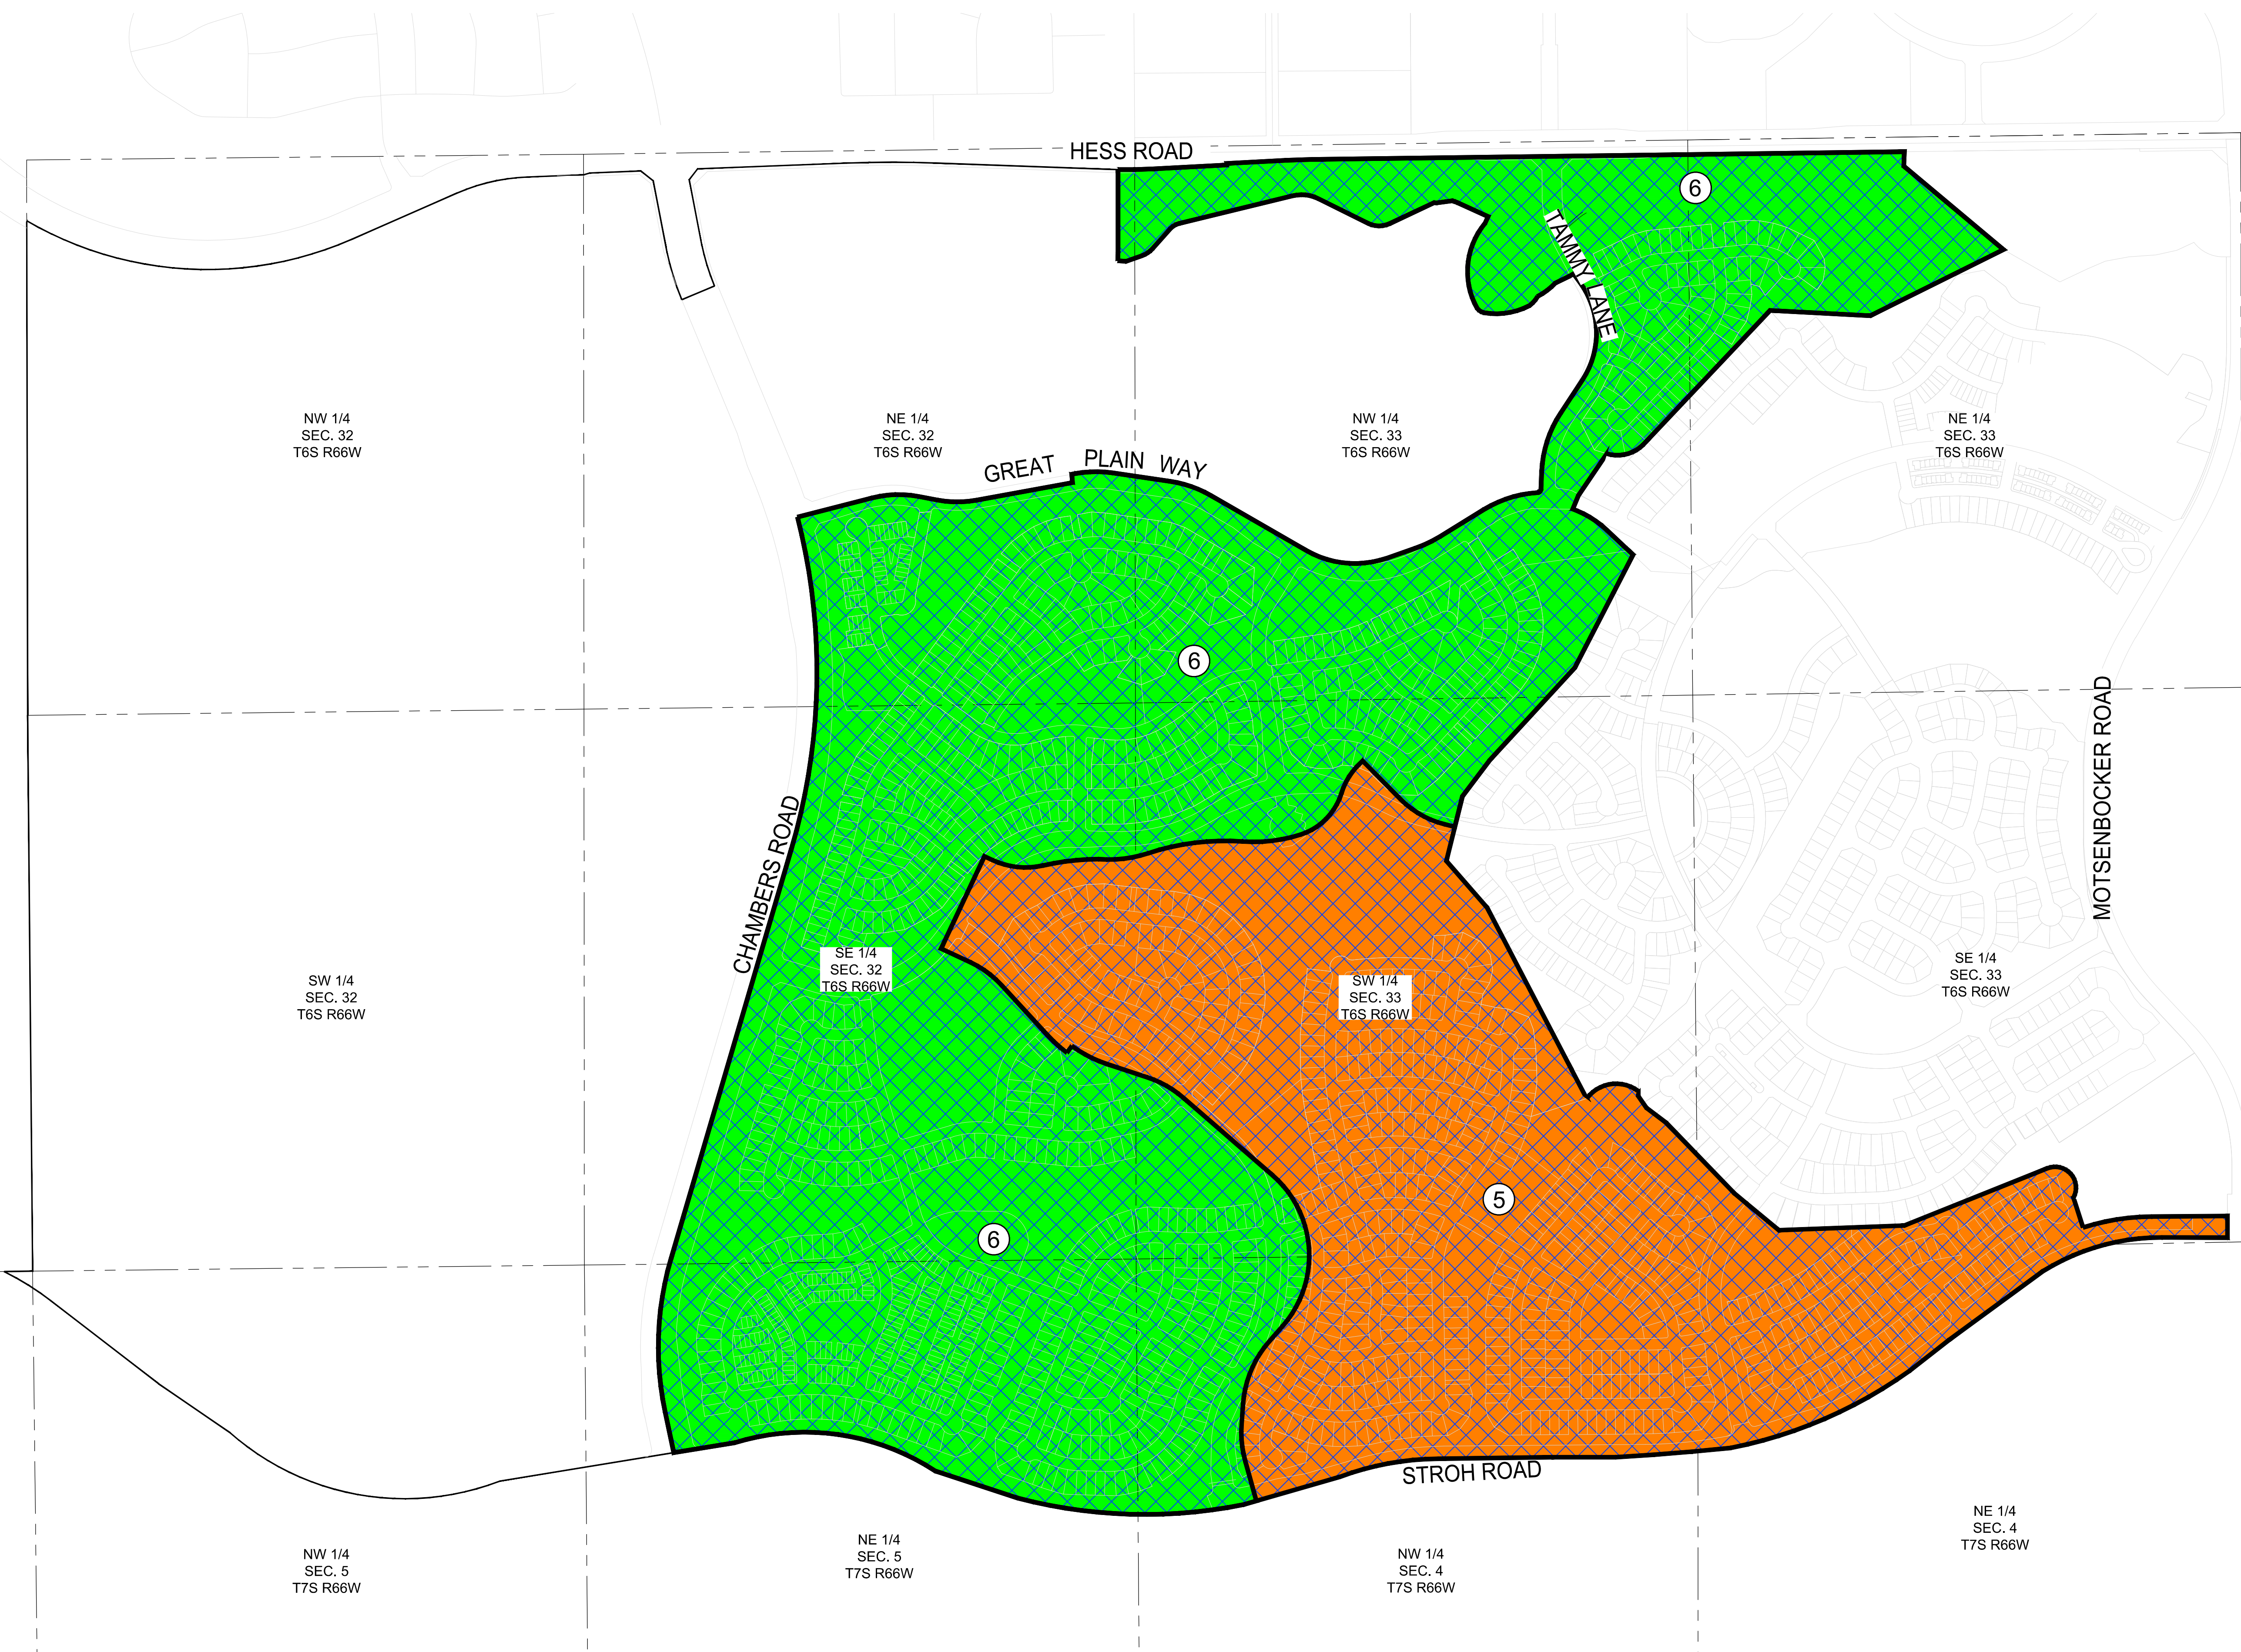 HESS ROAD
6
TAMMY LANE
NW 1/4
SEC. 32
T6S R66W
NE 1/4
SEC. 32
T6S R66W
NW 1/4
SEC. 33
T6S R66W
NE 1/4
SEC. 33
T6S R66W
GREAT PLAIN WAY
6
MOTSENBOCKER ROAD
CHAMBERS ROAD
SW 1/4
SEC. 32
T6S R66W
SE 1/4
SEC. 32
T6S R66W
SW 1/4
SEC. 33
T6S R66W
SE 1/4
SEC. 33
T6S R66W
5
6
STROH ROAD
NW 1/4
SEC. 5
T7S R66W
NE 1/4
SEC. 5
T7S R66W
NW 1/4
SEC. 4
T7S R66W
NE 1/4
SEC. 4
T7S R66W